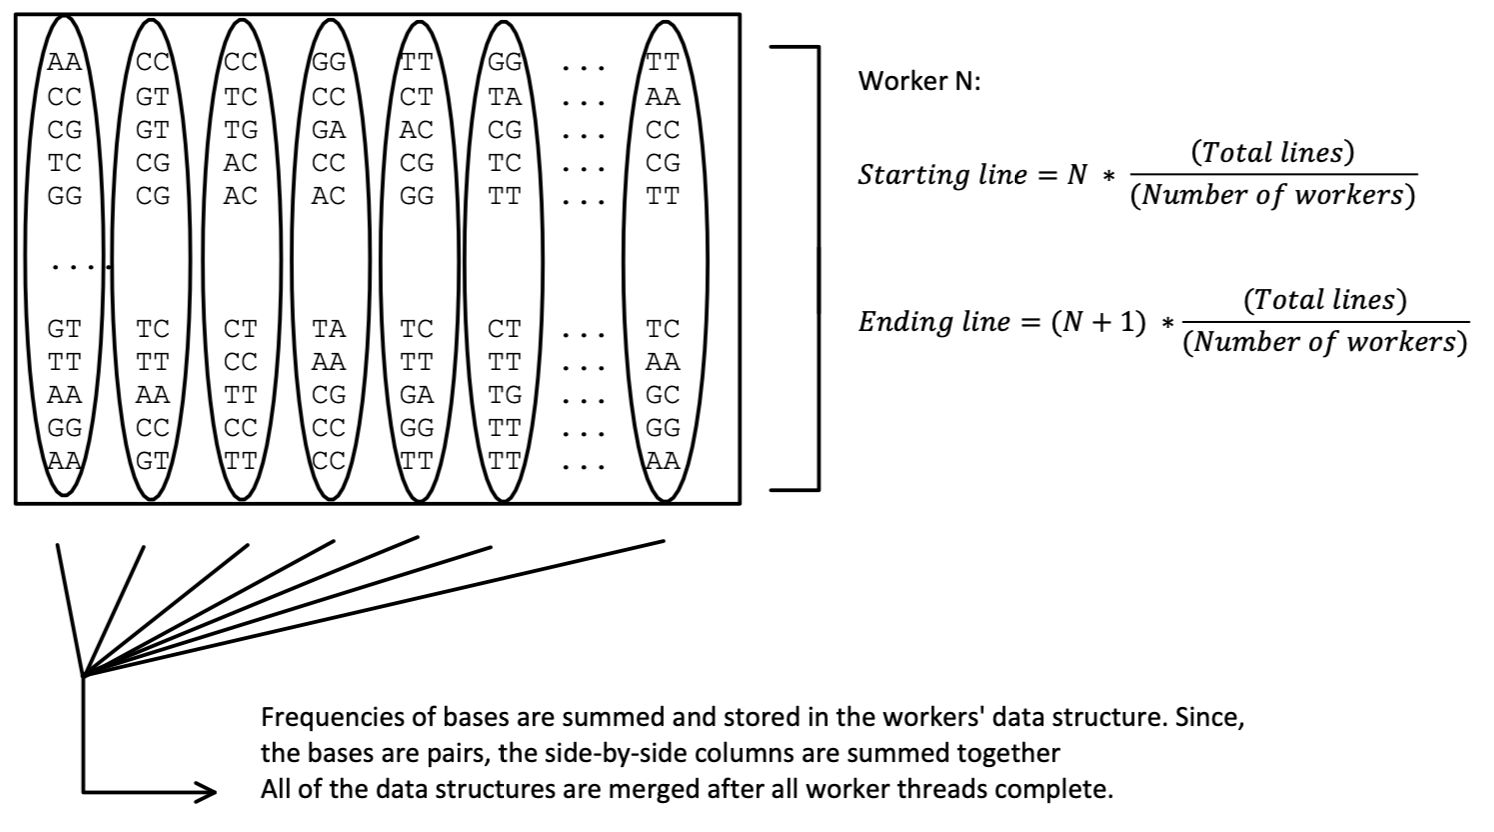 AA CC CC GG TT GG ... TT
CC GT TC CC CT TA ... AA
CG GT TG GA AC CG ... CC
TC CG AC CC CG TC ... CG
GG CG AC AC GG TT ... TT
....
GT TC CT TA TC CT ... TC
TT TT CC AA TT TT ... AA
AA AA TT CG GA TG ... GC
GG CC CC CC GG TT ... GG
AA GT TT CC TT TT ... AA
Worker N:
Starting line = N * (Total lines) / (Number of workers)
Ending line = (N + 1) * (Total lines) / (Number of workers)
Frequencies of bases are summed and stored in the workers' data structure. Since,
the bases are pairs, the side-by-side columns are summed together
All of the data structures are merged after all worker threads complete.